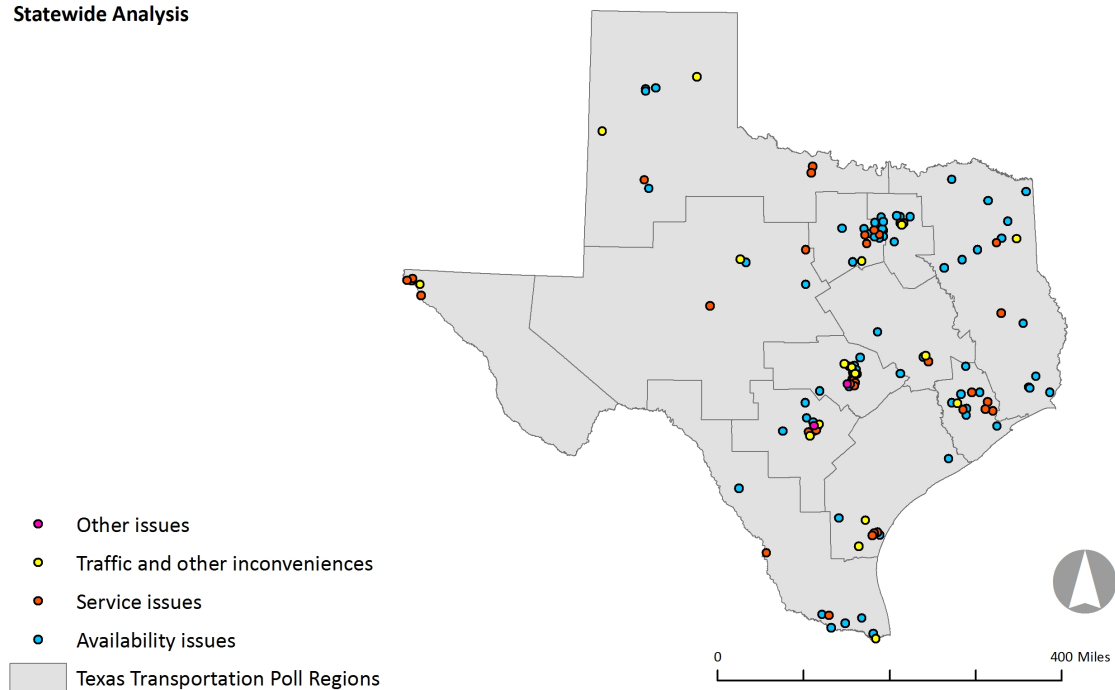 Statewide Analysis
Other issues
Traffic and other inconveniences
Service issues
Availability issues
Texas Transportation Poll Regions
0 400 Miles